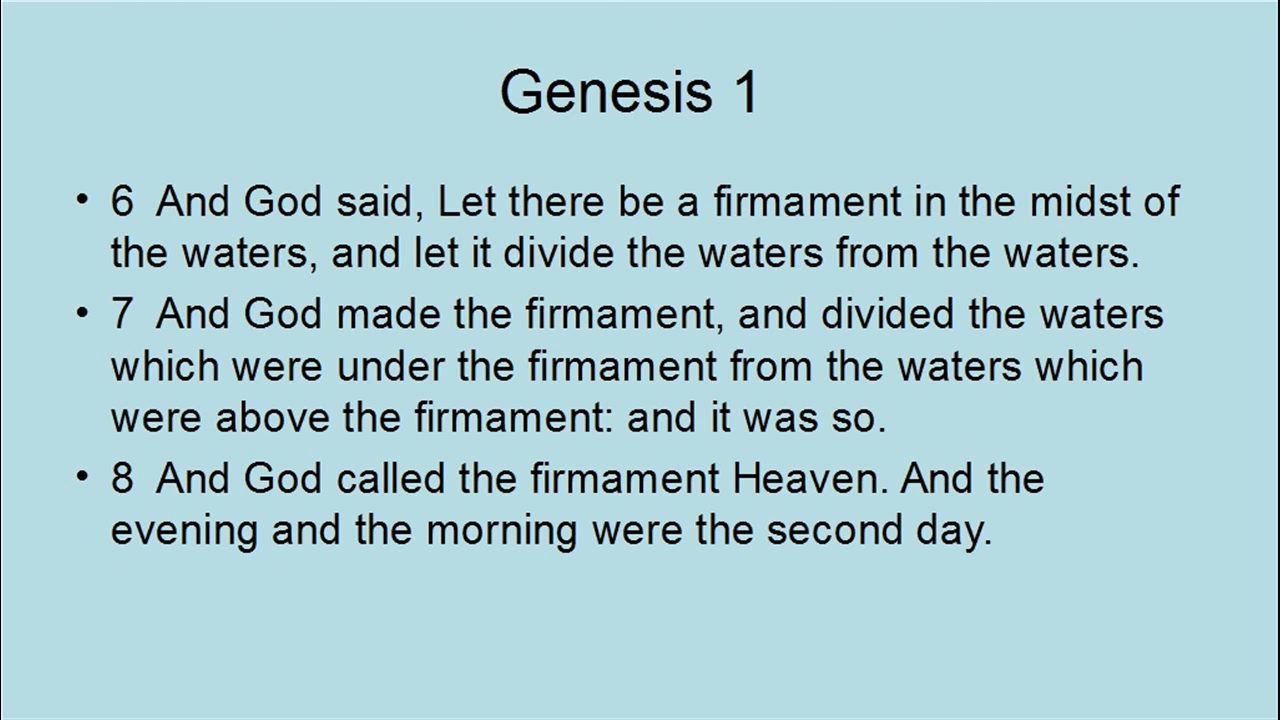 Genesis 1
• 6  And God said, Let there be a firmament in the midst of
the waters, and let it divide the waters from the waters.
• 7  And God made the firmament, and divided the waters
which were under the firmament from the waters which
were above the firmament: and it was so.
• 8  And God called the firmament Heaven. And the
evening and the morning were the second day.